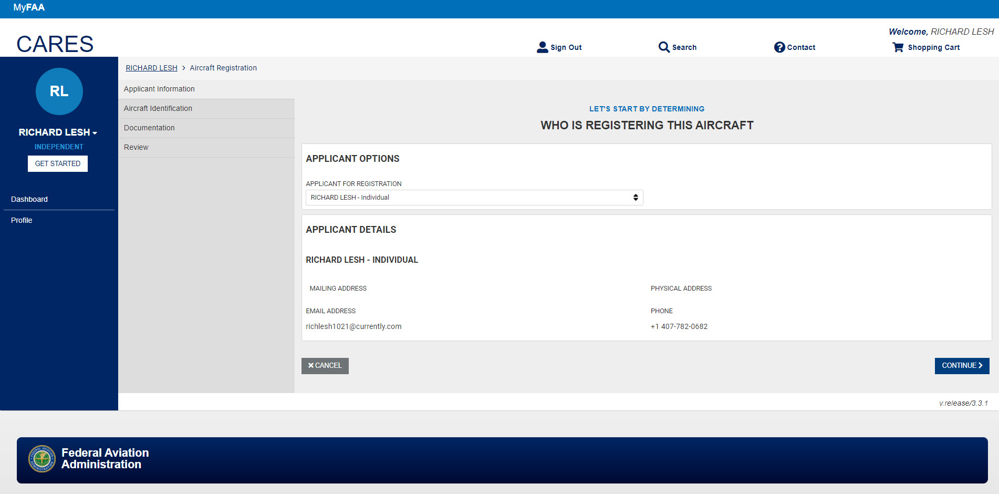 MyFAA
Welcome, RICHARD LESH
CARES
Sign Out
Search
Contact
Shopping Cart
RL
RICHARD LESH
INDEPENDENT
GET STARTED
Dashboard
Profile
RICHARD LESH > Aircraft Registration
Applicant Information
Aircraft Identification
Documentation
Review
LET'S START BY DETERMINING
WHO IS REGISTERING THIS AIRCRAFT
APPLICANT OPTIONS
APPLICANT FOR REGISTRATION
RICHARD LESH - Individual
APPLICANT DETAILS
RICHARD LESH - INDIVIDUAL
MAILING ADDRESS
PHYSICAL ADDRESS
EMAIL ADDRESS
PHONE
richlesh1021@currently.com
+1 407-782-0682
CANCEL
CONTINUE
v.release/3.3.1
Federal Aviation
Administration